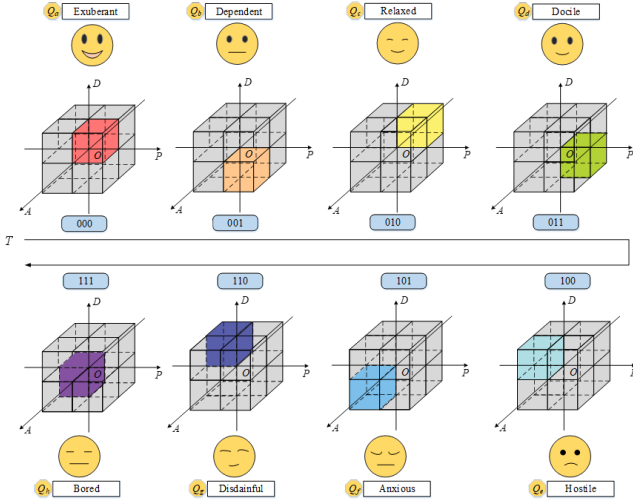 Qa Exuberant Qb Dependent Qc Relaxed Qd Docile
D D D D
O P O P O P O P
A A A A
000 001 010 011
T
111 110 101 100
D D D D
O P O P O P O
A A A A
Qh Bored Qg Disdainful Qf Anxious Qe Hostile